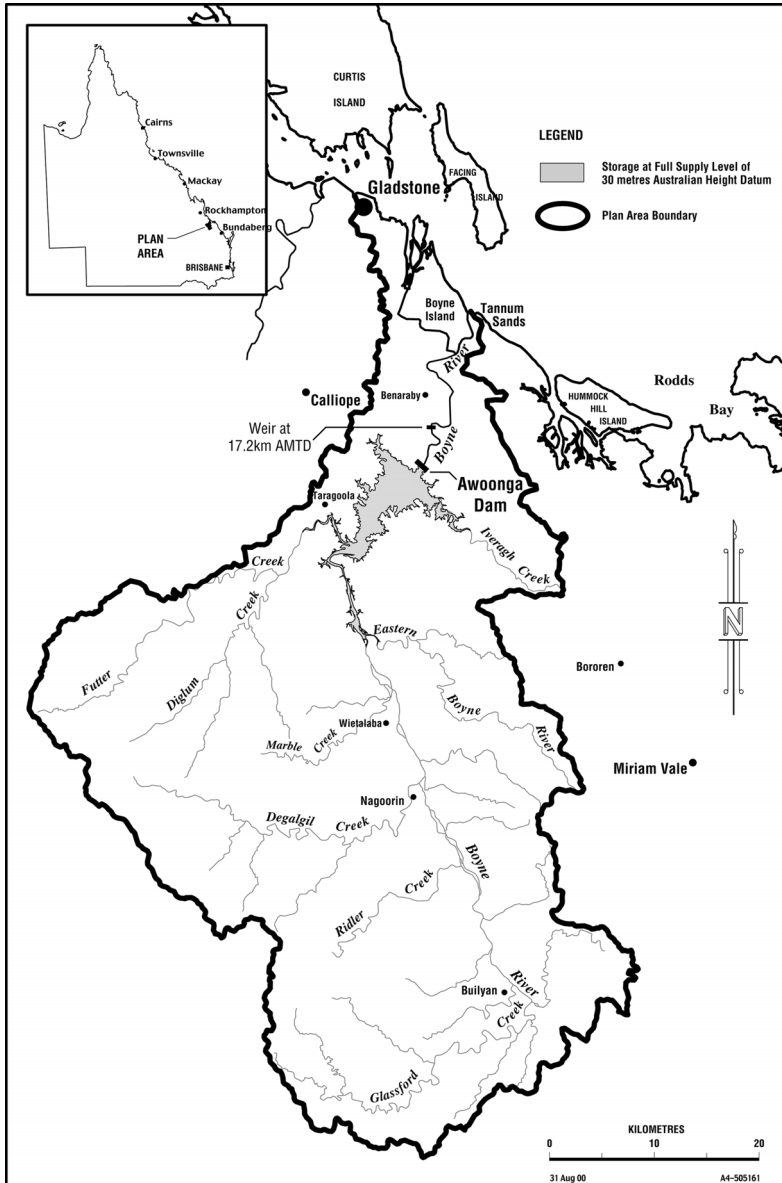 Cairns
Townsville
Mackay
Rockhampton
Bundaberg
PLAN
AREA
BRISBANE
CURTIS
ISLAND
FACING
ISLAND
Gladstone
LEGEND
Storage at Full Supply Level of
30 metres Australian Height Datum
Plan Area Boundary
Boyne
Island
Tannum
Sands
River
Calliope
Benaraby
HUMMOCK
HILL
ISLAND
Rodds
Bay
Weir at
17.2km AMTD
Boyne
Awoonga
Dam
Taragoola
Iveragh
Creek
Creek
Creek
Futter
Diglum
Eastern
Boyne
River
Bororen
N
Wietalaba
Marble
Creek
Miriam Vale
Nagoorin
Degalgil
Creek
Boyne
Ridler
Creek
River
Builyan
Creek
Glassford
KILOMETRES
0 10 20
31 Aug 00 A4-505161